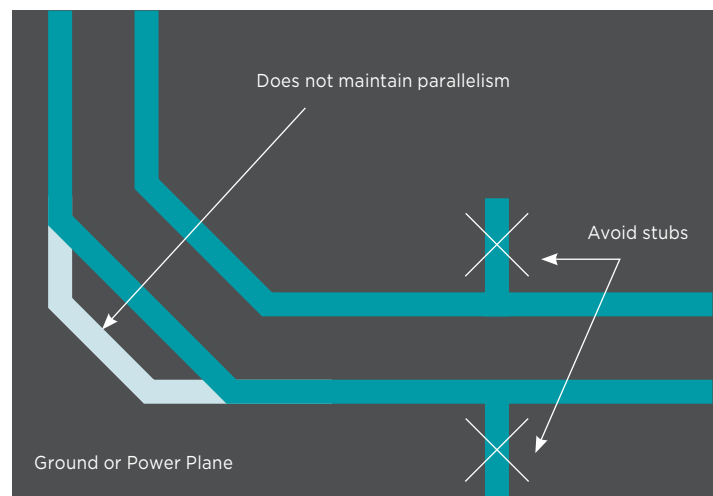 Does not maintain parallelism
Avoid stubs
Ground or Power Plane